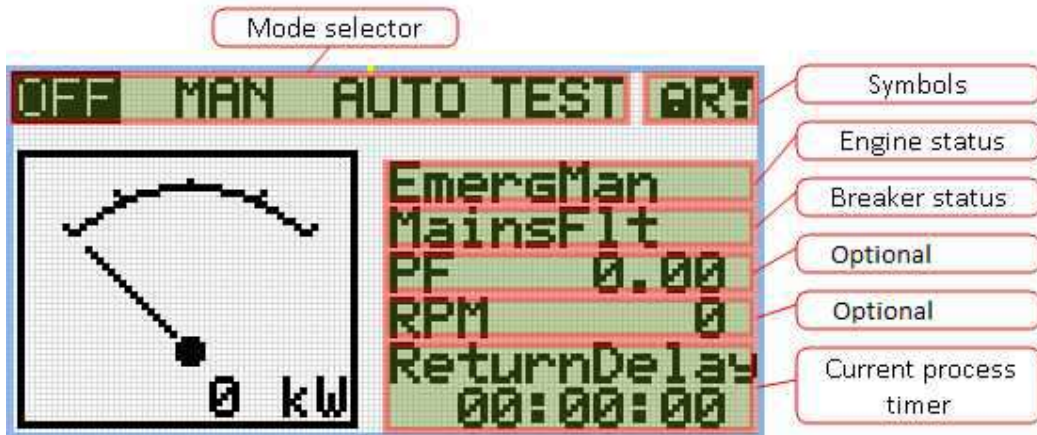 Mode selector
OFF MAN AUTO TEST R!
Symbols
Engine status
EmergMan
Breaker status
MainsFlt
Optional
PF 0.00
Optional
RPM 0
ReturnDelay
Current process
timer
00:00:00
0 kW